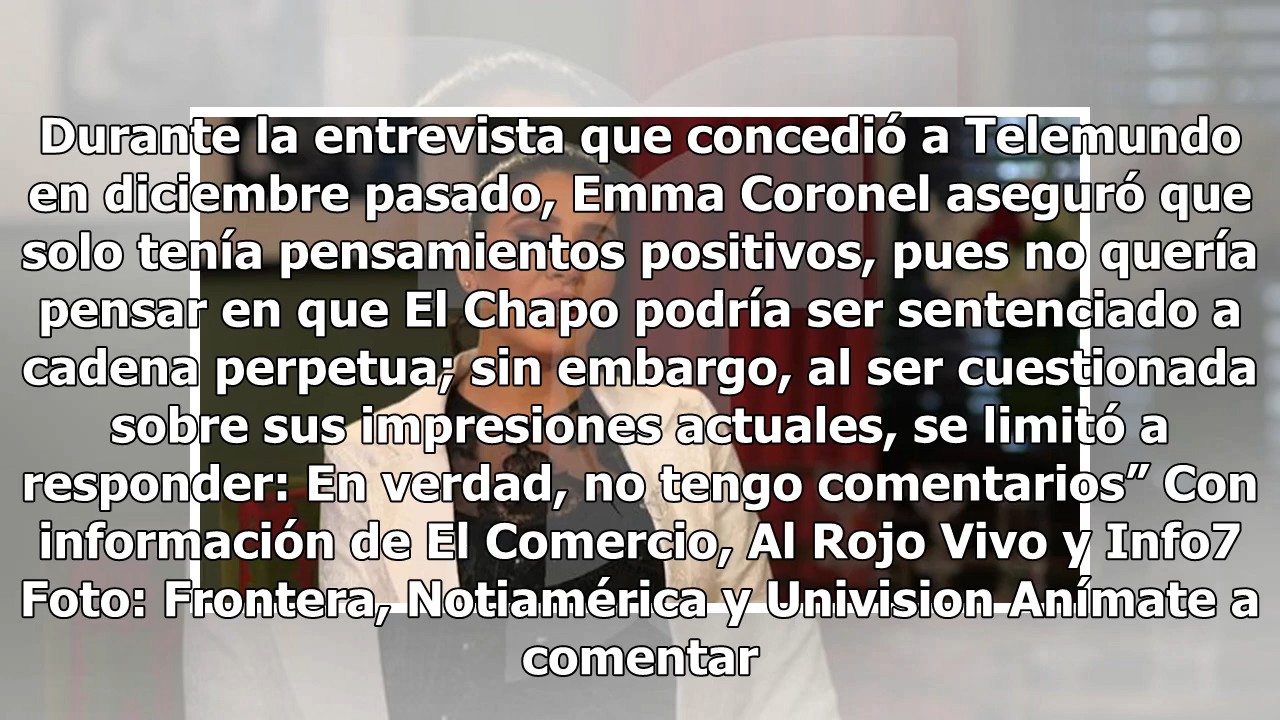 Durante la entrevista que concedió a Telemundo
en diciembre pasado, Emma Coronel aseguró que
solo tenía pensamientos positivos, pues no quería
pensar en que El Chapo podría ser sentenciado a
cadena perpetua; sin embargo, al ser cuestionada
sobre sus impresiones actuales, se limitó a
responder: En verdad, no tengo comentarios” Con
información de El Comercio, Al Rojo Vivo y Info7
Foto: Frontera, Notiamérica y Univision Anímate a
comentar